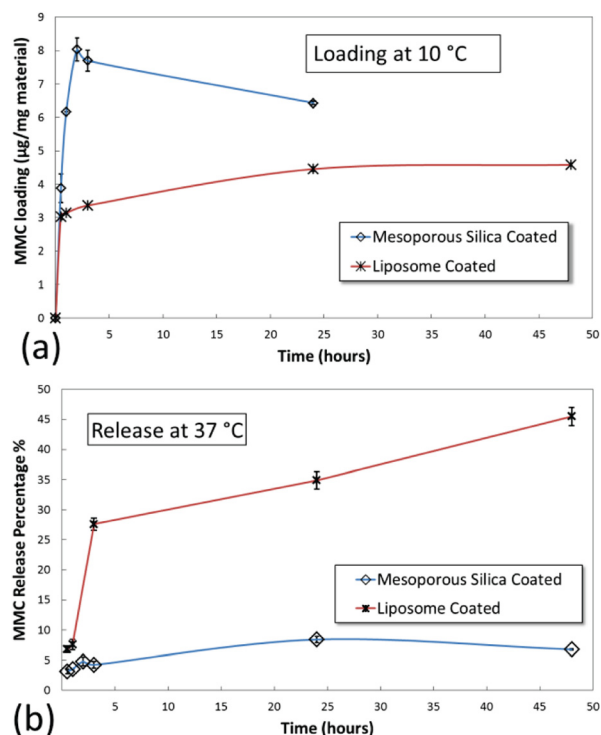 9
8
7
6
5
4
3
2
1
0
MMC loading (µg/mg material)
Loading at 10 °C
Mesoporous Silica Coated
Liposome Coated
5 10 15 20 25 30 35 40 45 50
Time (hours)
(a)
50
45
40
35
30
25
20
15
10
5
0
MMC Release Percentage %
Release at 37 °C
Mesoporous Silica Coated
Liposome Coated
5 10 15 20 25 30 35 40 45 50
Time (hours)
(b)